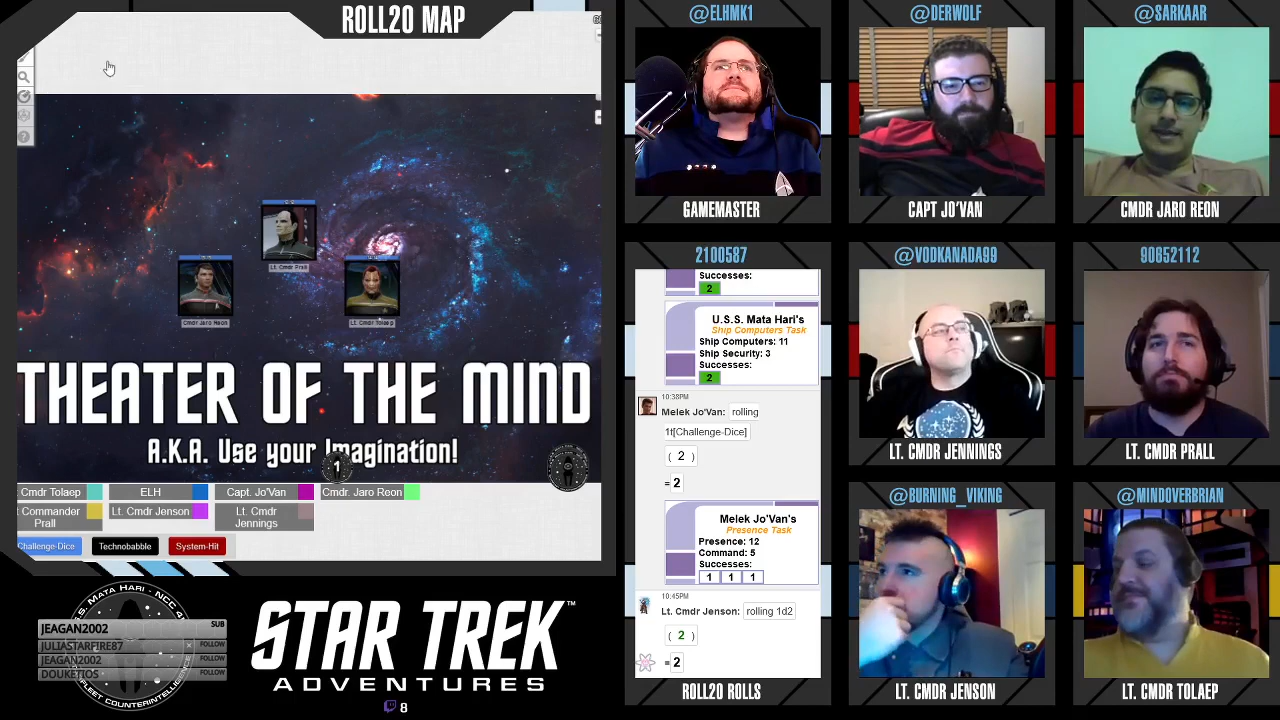 ROLL20 MAP
Lt. Cmdr Prall
Cmdr Jaro Reon
Lt. Cmdr Tolaep
THEATER OF THE MIND
A.K.A. Use your Imagination!
1
Cmdr Tolaep
ELH
Capt. Jo'Van
Cmdr. Jaro Reon
Commander Prall
Lt. Cmdr Jenson
Lt. Cmdr Jennings
Challenge-Dice
Technobabble
System-Hit
JEAGAN2002 SUB
JULIASTARFIRE87 FOLLOW
JEAGAN2002 FOLLOW
DOUKETIOS FOLLOW
STAR TREK™
ADVENTURES
8
@ELHMK1
GAMEMASTER
@DERWOLF
CAPT JO'VAN
@SARKAAR
CMDR JARO REON
2100587
Successes:
2
U.S.S. Mata Hari's
Ship Computers Task
Ship Computers: 11
Ship Security: 3
Successes:
2
10:38PM
Melek Jo'Van: rolling
1t[Challenge-Dice]
( 2 )
= 2
Melek Jo'Van's
Presence Task
Presence: 12
Command: 5
Successes:
1 1 1
10:45PM
Lt. Cmdr Jenson: rolling 1d2
( 2 )
= 2
ROLL20 ROLLS
@VODKANADA99
LT. CMDR JENNINGS
90652112
LT. CMDR PRALL
@BURNING_VIKING
LT. CMDR JENSON
@MINDOVERBRIAN
LT. CMDR TOLAEP